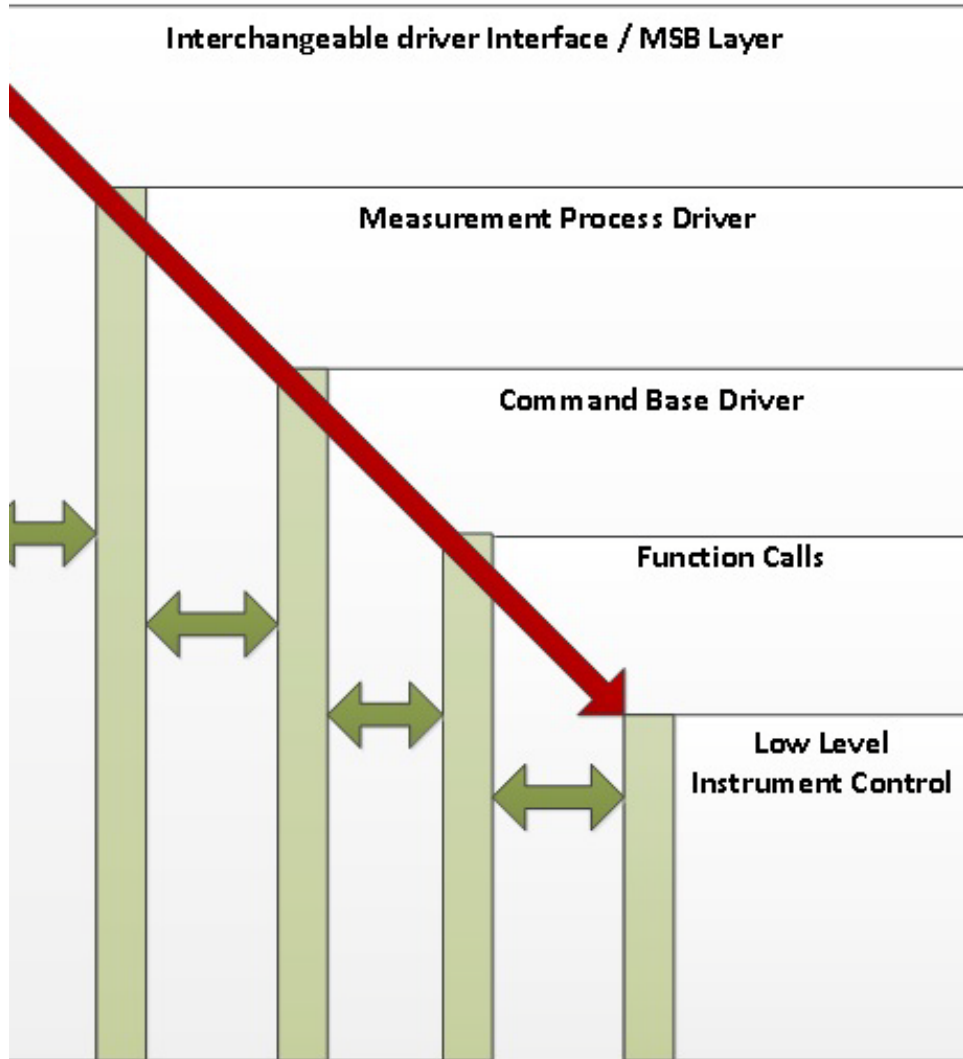 Interchangeable driver Interface / MSB Layer
Measurement Process Driver
Command Base Driver
Function Calls
Low Level
Instrument Control